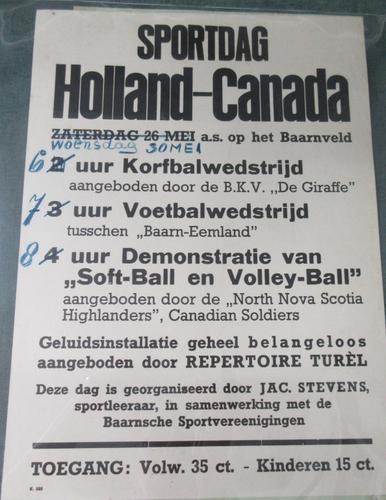 SPORTDAG
Holland-Canada
ZATERDAG 26 MEI a.s. op het Baarnveld
woensdag 30 MEI
6 2 uur Korfbalwedstrijd
aangeboden door de B.K.V. „De Giraffe"
7 3 uur Voetbalwedstrijd
tusschen „Baarn-Eemland"
8 4 uur Demonstratie van
„Soft-Ball en Volley-Ball"
aangeboden door de „North Nova Scotia
Highlanders", Canadian Soldiers
Geluidsinstallatie geheel belangeloos
aangeboden door REPERTOIRE TURÈL
Deze dag is georganiseerd door JAC. STEVENS,
sportleeraar, in samenwerking met de
Baarnsche Sportvereenigingen
TOEGANG: Volw. 35 ct. - Kinderen 15 ct.